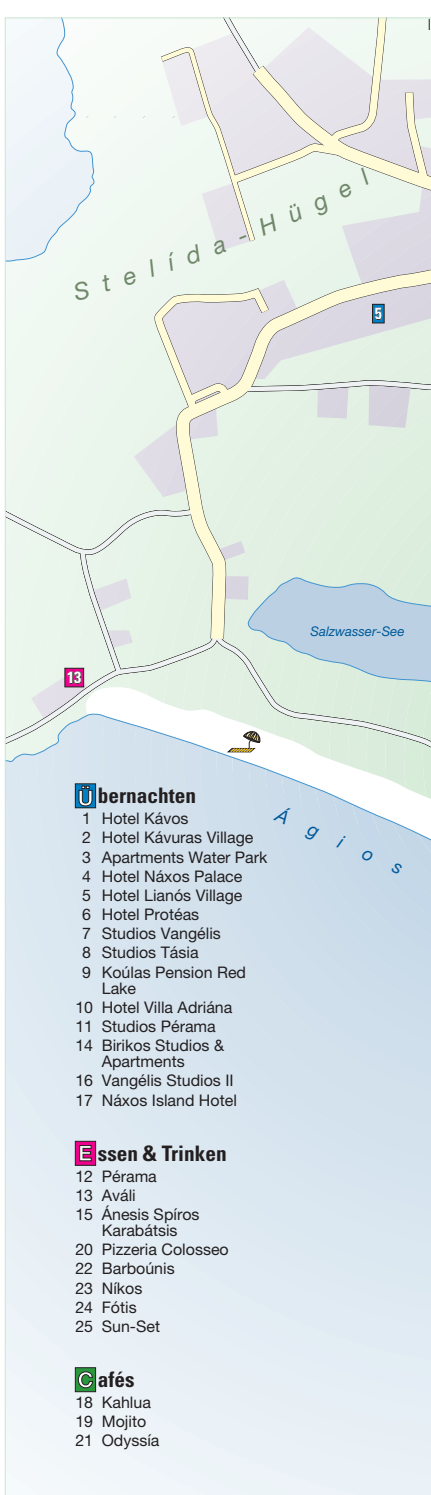 Stelída-Hügel
5
Salzwasser-See
13
Ágios
Übernachten
1 Hotel Kávos
2 Hotel Kávuras Village
3 Apartments Water Park
4 Hotel Náxos Palace
5 Hotel Lianós Village
6 Hotel Protéas
7 Studios Vangélis
8 Studios Tásia
9 Koúlas Pension Red
Lake
10 Hotel Villa Adriána
11 Studios Pérama
14 Birikos Studios &
Apartments
16 Vangélis Studios II
17 Náxos Island Hotel
Essen & Trinken
12 Pérama
13 Aváli
15 Ánesis Spíros
Karabátsis
20 Pizzeria Colosseo
22 Barboúnis
23 Níkos
24 Fótis
25 Sun-Set
Cafés
18 Kahlua
19 Mojito
21 Odyssía